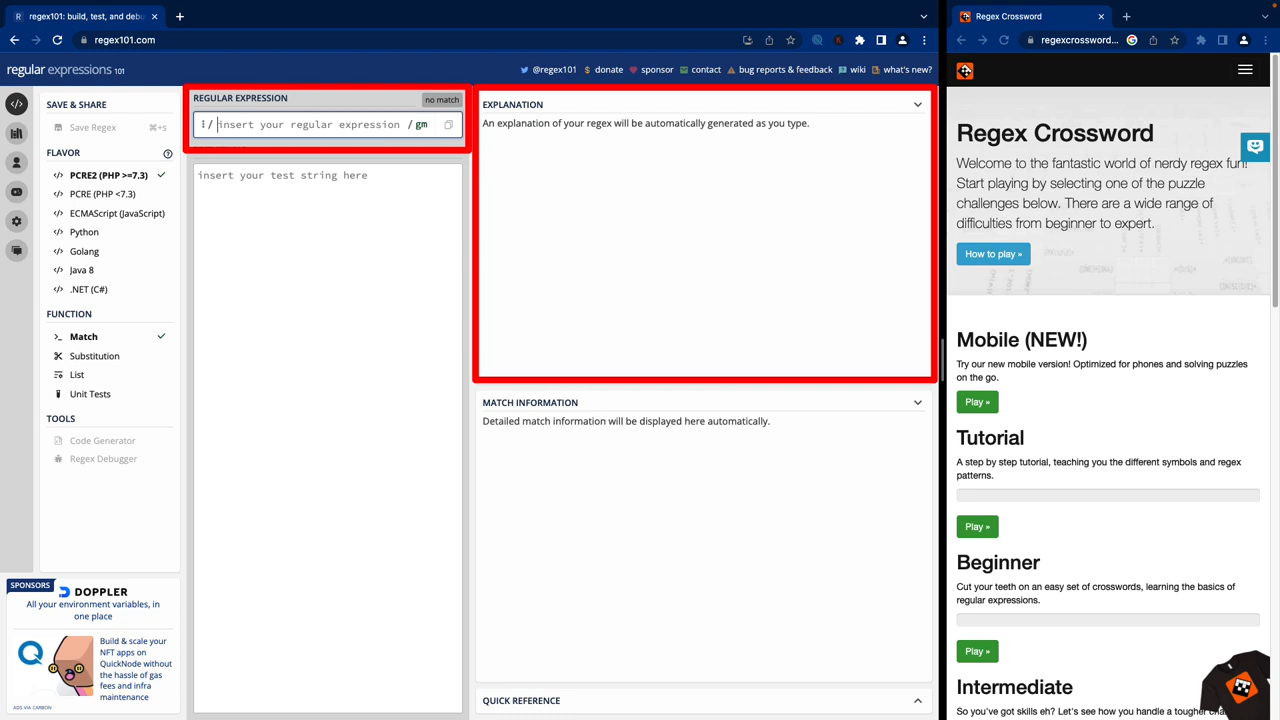 regex101: build, test, and debu
regex101.com
regular expressions 101
@regex101
donate
sponsor
contact
bug reports & feedback
wiki
what's new?
SAVE & SHARE
Save Regex
⌘+s
FLAVOR
PCRE2 (PHP >=7.3)
PCRE (PHP <7.3)
ECMAScript (JavaScript)
Python
Golang
Java 8
.NET (C#)
FUNCTION
Match
Substitution
List
Unit Tests
TOOLS
Code Generator
Regex Debugger
SPONSORS
DOPPLER
All your environment variables, in
one place
Build & scale your
NFT apps on
QuickNode without
the hassle of gas
fees and infra
maintenance
ADS VIA CARBON
REGULAR EXPRESSION
no match
/ insert your regular expression / gm
insert your test string here
EXPLANATION
An explanation of your regex will be automatically generated as you type.
MATCH INFORMATION
Detailed match information will be displayed here automatically.
QUICK REFERENCE
Regex Crossword
regexcrossword...
Regex Crossword
Welcome to the fantastic world of nerdy regex fun!
Start playing by selecting one of the puzzle
challenges below. There are a wide range of
difficulties from beginner to expert.
How to play »
Mobile (NEW!)
Try our new mobile version! Optimized for phones and solving puzzles
on the go.
Play »
Tutorial
A step by step tutorial, teaching you the different symbols and regex
patterns.
Play »
Beginner
Cut your teeth on an easy set of crosswords, learning the basics of
regular expressions.
Play »
Intermediate
So you've got skills eh? Let's see how you handle a tougher